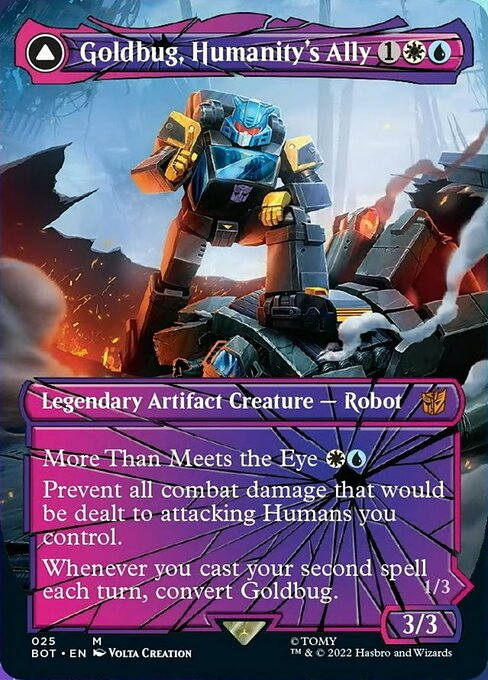 Goldbug, Humanity's Ally 1
Legendary Artifact Creature — Robot
More Than Meets the Eye
Prevent all combat damage that would
be dealt to attacking Humans you
control.
Whenever you cast your second spell
each turn, convert Goldbug.
1/3
3/3
025 M
BOT • EN Volta Creation
© TOMY
™ & © 2022 Hasbro and Wizards